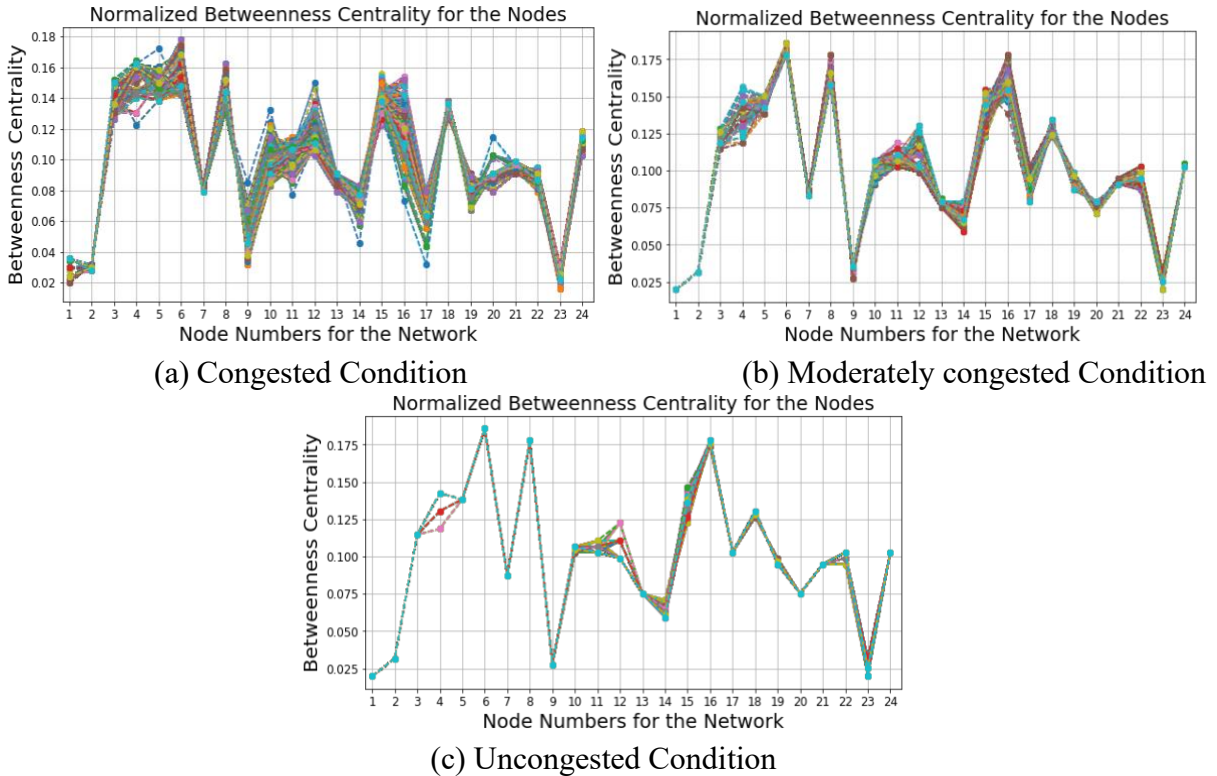 Normalized Betweenness Centrality for the Nodes
Betweenness Centrality
0.18
0.16
0.14
0.12
0.10
0.08
0.06
0.04
0.02
1 2 3 4 5 6 7 8 9 10 11 12 13 14 15 16 17 18 19 20 21 22 23 24
Node Numbers for the Network
(a) Congested Condition
Normalized Betweenness Centrality for the Nodes
Betweenness Centrality
0.175
0.150
0.125
0.100
0.075
0.050
0.025
1 2 3 4 5 6 7 8 9 10 11 12 13 14 15 16 17 18 19 20 21 22 23 24
Node Numbers for the Network
(b) Moderately congested Condition
Normalized Betweenness Centrality for the Nodes
Betweenness Centrality
0.175
0.150
0.125
0.100
0.075
0.050
0.025
1 2 3 4 5 6 7 8 9 10 11 12 13 14 15 16 17 18 19 20 21 22 23 24
Node Numbers for the Network
(c) Uncongested Condition